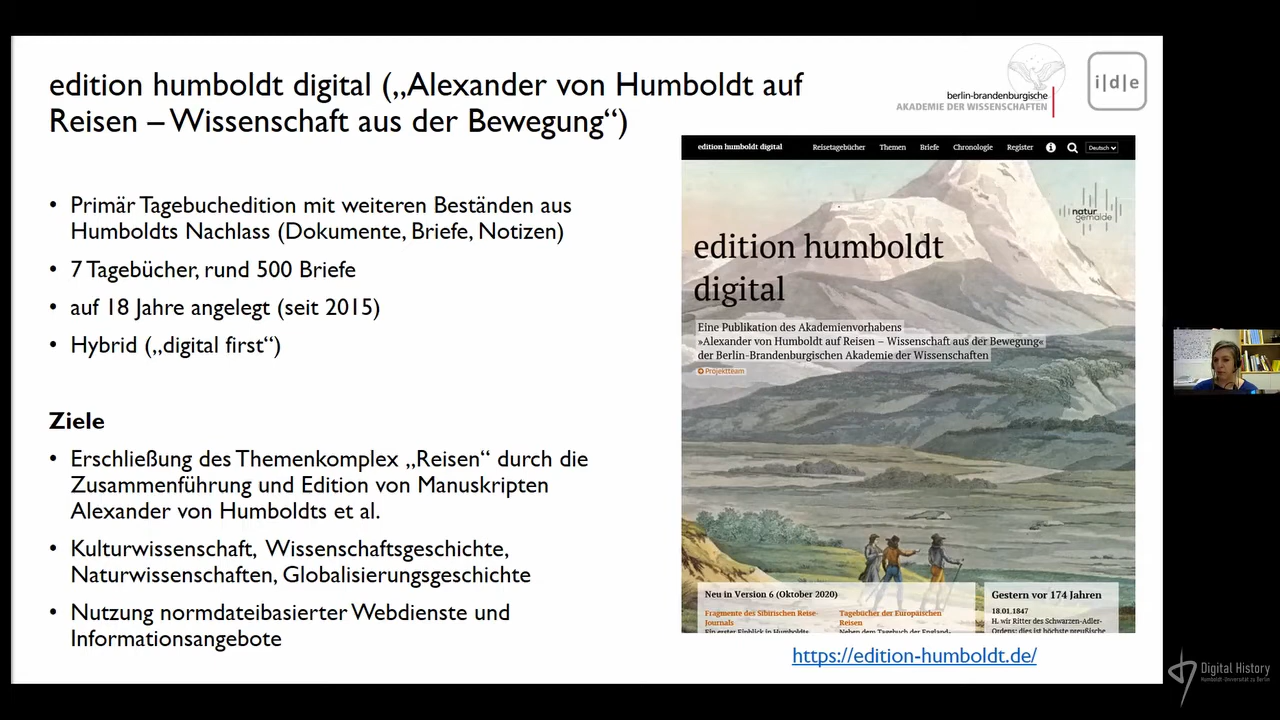 edition humboldt digital („Alexander von Humboldt auf
Reisen – Wissenschaft aus der Bewegung“)
berlin-brandenburgische
AKADEMIE DER WISSENSCHAFTEN
i|d|e
• Primär Tagebuchedition mit weiteren Beständen aus
Humboldts Nachlass (Dokumente, Briefe, Notizen)
• 7 Tagebücher, rund 500 Briefe
• auf 18 Jahre angelegt (seit 2015)
• Hybrid („digital first“)
Ziele
• Erschließung des Themenkomplex „Reisen“ durch die
Zusammenführung und Edition von Manuskripten
Alexander von Humboldts et al.
• Kulturwissenschaft, Wissenschaftsgeschichte,
Naturwissenschaften, Globalisierungsgeschichte
• Nutzung normdateibasierter Webdienste und
Informationsangebote
edition humboldt digital Reisetagebücher Themen Briefe Chronologie Register Deutsch
natur
gemälde
edition humboldt
digital
Eine Publikation des Akademienvorhabens
»Alexander von Humboldt auf Reisen – Wissenschaft aus der Bewegung«
der Berlin-Brandenburgischen Akademie der Wissenschaften
Projektteam
Neu in Version 6 (Oktober 2020)
Fragmente des Sibirischen Reise-
Journals
Ein erster Einblick in Humboldts
Tagebücher der Europäischen
Reisen
Neben dem Tagebuch der England-
Gestern vor 174 Jahren
18.01.1847
H. wir Ritter des Schwarzen-Adler-
Ordens; dies ist höchste preußische
https://edition-humboldt.de/
Digital History
Humboldt-Universität zu Berlin